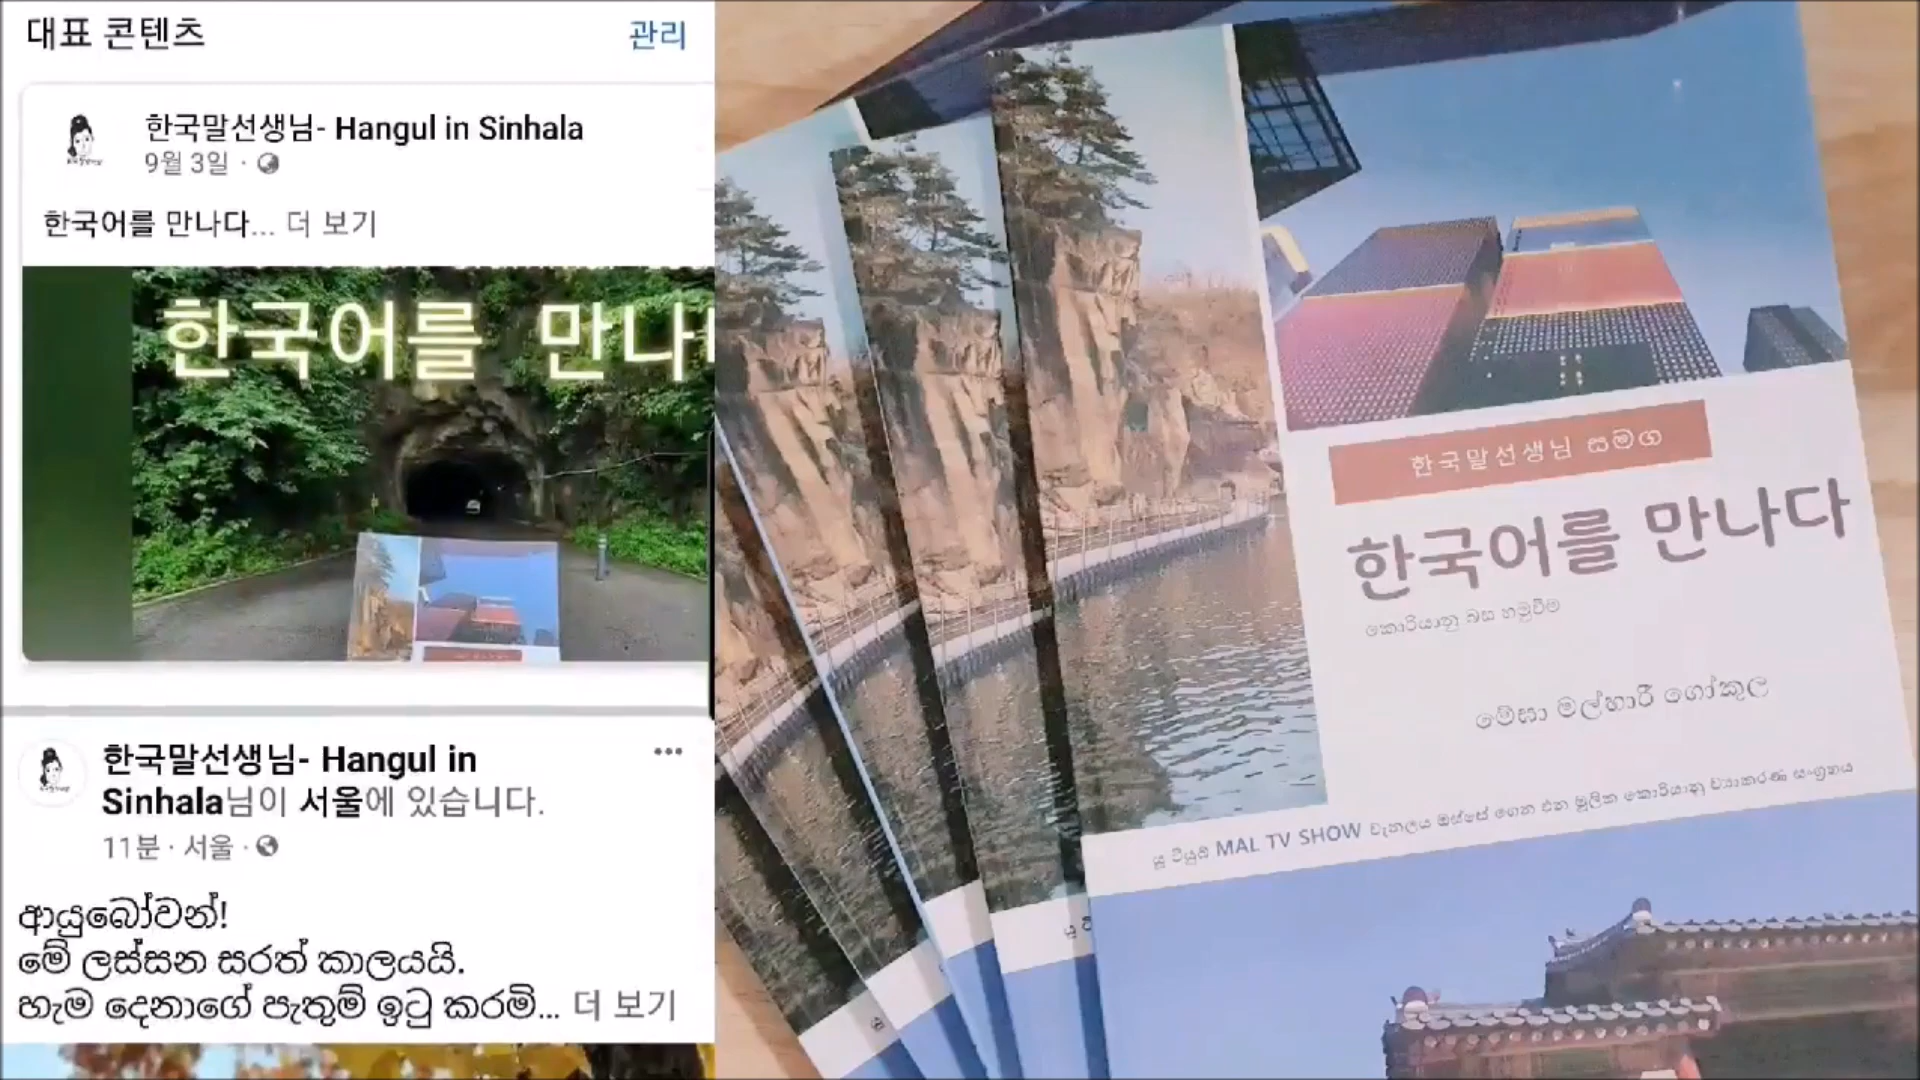 대표 콘텐츠
관리
한국말선생님- Hangul in Sinhala
9월 3일 ·
한국어를 만나다... 더 보기
한국어를 만나
한국말선생님- Hangul in
Sinhala님이 서울에 있습니다.
11분 · 서울 ·
ආයුබෝවන්!
මේ ලස්සන සරත් කාලයයි.
හැම දෙනාගේ පැතුම් ඉටු කරමි... 더 보기
한국말선생님 සමග
한국어를 만나다
කොරියානු බස හමුවීම
මේඝා මල්හාරී ගෝකුල
යූ ටියුබ් MAL TV SHOW චැනලය ඔස්සේ ගෙන එන මූලික කොරියානු ව්‍යාකරණ සංග්‍රහය